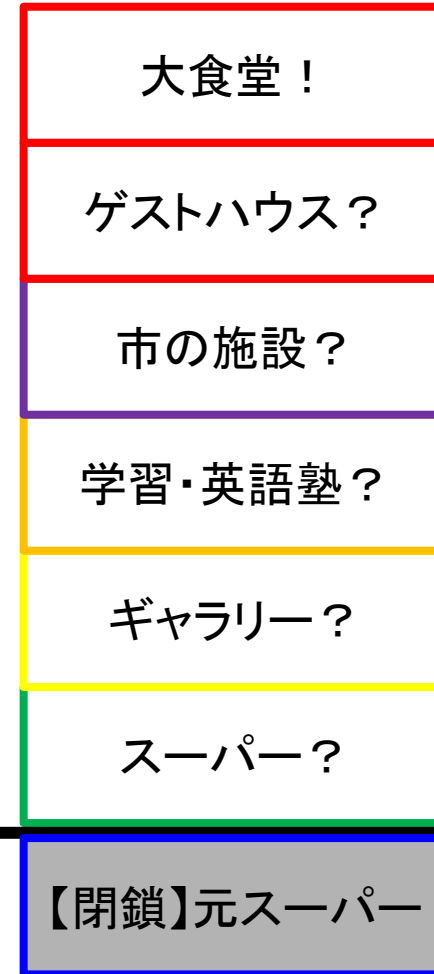 大食堂！
ゲストハウス？
市の施設？
学習・英語塾？
ギャラリー？
スーパー？
【閉鎖】元スーパー